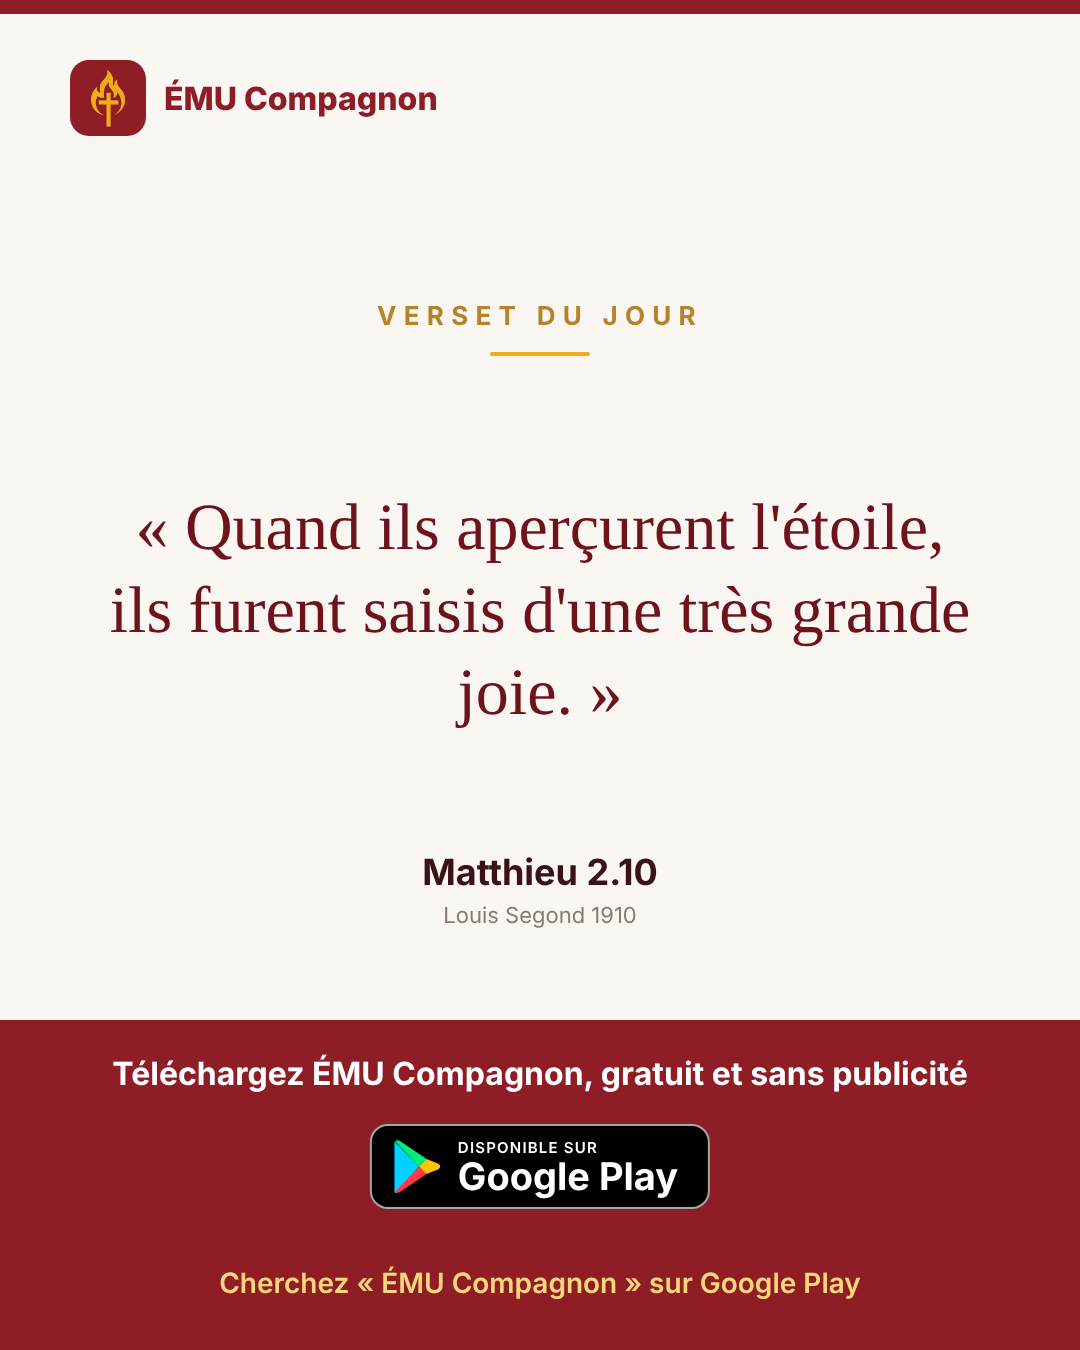 ÉMU Compagnon
VERSET DU JOUR
« Quand ils aperçurent l'étoile,
ils furent saisis d'une très grande
joie. »
Matthieu 2.10
Louis Segond 1910
Téléchargez ÉMU Compagnon, gratuit et sans publicité
DISPONIBLE SUR
Google Play
Cherchez « ÉMU Compagnon » sur Google Play